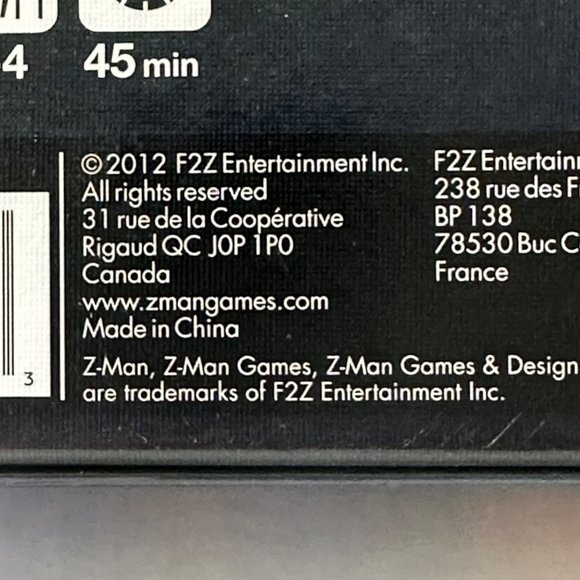 4
45 min
©2012 F2Z Entertainment Inc.
All rights reserved
31 rue de la Coopérative
Rigaud QC J0P 1P0
Canada
www.zmangames.com
Made in China
F2Z
238 rue des
BP 138
78530 Buc
France
Z-Man, Z-Man Games, Z-Man Games & Design
are trademarks of F2Z Entertainment Inc.
3